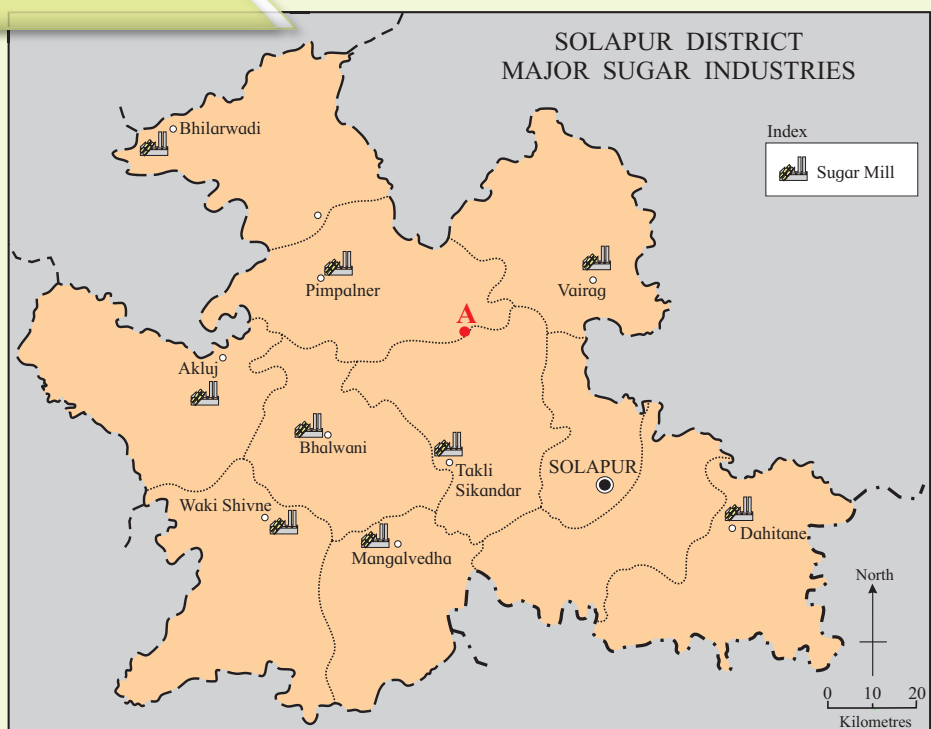 SOLAPUR DISTRICT
MAJOR SUGAR INDUSTRIES
Index
Sugar Mill
Bhilarwadi
Pimpalner
Vairag
A
Akluj
Bhalwani
Takli
Sikandar
SOLAPUR
Waki Shivne
Mangalvedha
Dahitane
North
0 10 20
Kilometres